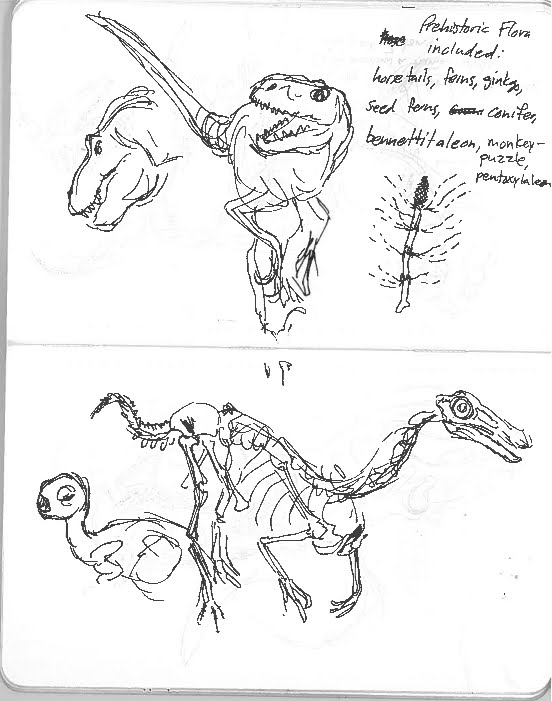 Prehistoric Flora
included:
horsetails, ferns, ginkgo,
seed ferns, conifer,
bennettitalean, monkey-
puzzle,
pentoxylalean